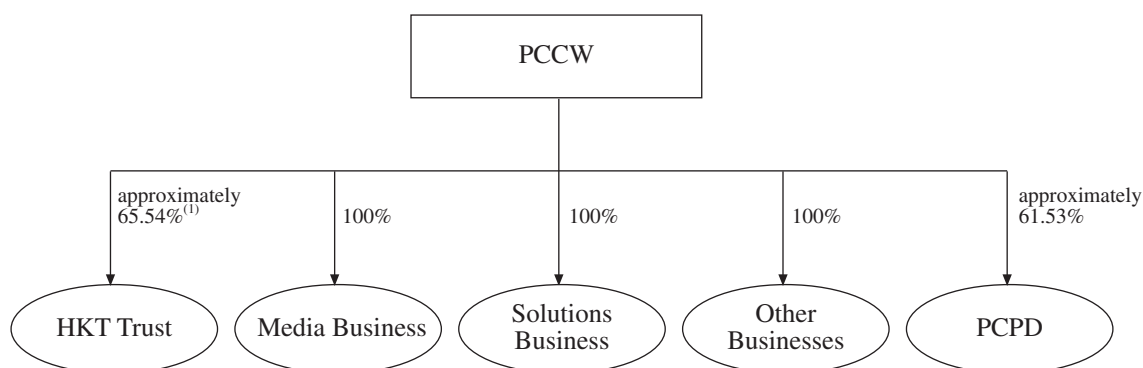 PCCW
approximately
65.54%(1)
100%
100%
100%
approximately
61.53%
HKT Trust
Media Business
Solutions
Business
Other
Businesses
PCPD